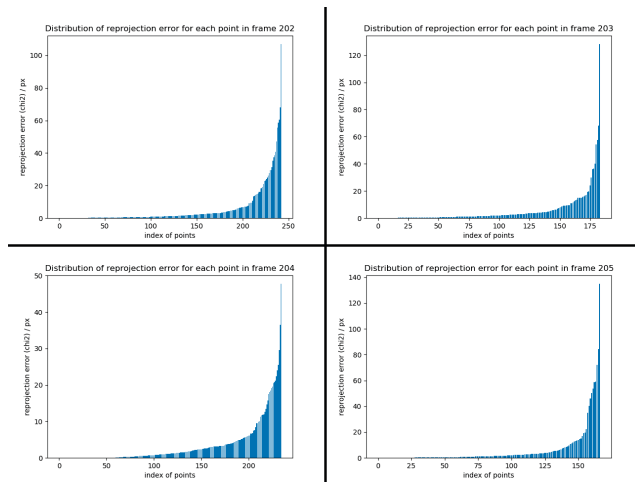 Distribution of reprojection error for each point in frame 202
reprojection error (chi2) / px
100
80
60
40
20
0
0 50 100 150 200 250
index of points
Distribution of reprojection error for each point in frame 203
reprojection error (chi2) / px
120
100
80
60
40
20
0
0 25 50 75 100 125 150 175
index of points
Distribution of reprojection error for each point in frame 204
reprojection error (chi2) / px
50
40
30
20
10
0
0 50 100 150 200
index of points
Distribution of reprojection error for each point in frame 205
reprojection error (chi2) / px
140
120
100
80
60
40
20
0
0 25 50 75 100 125 150
index of points